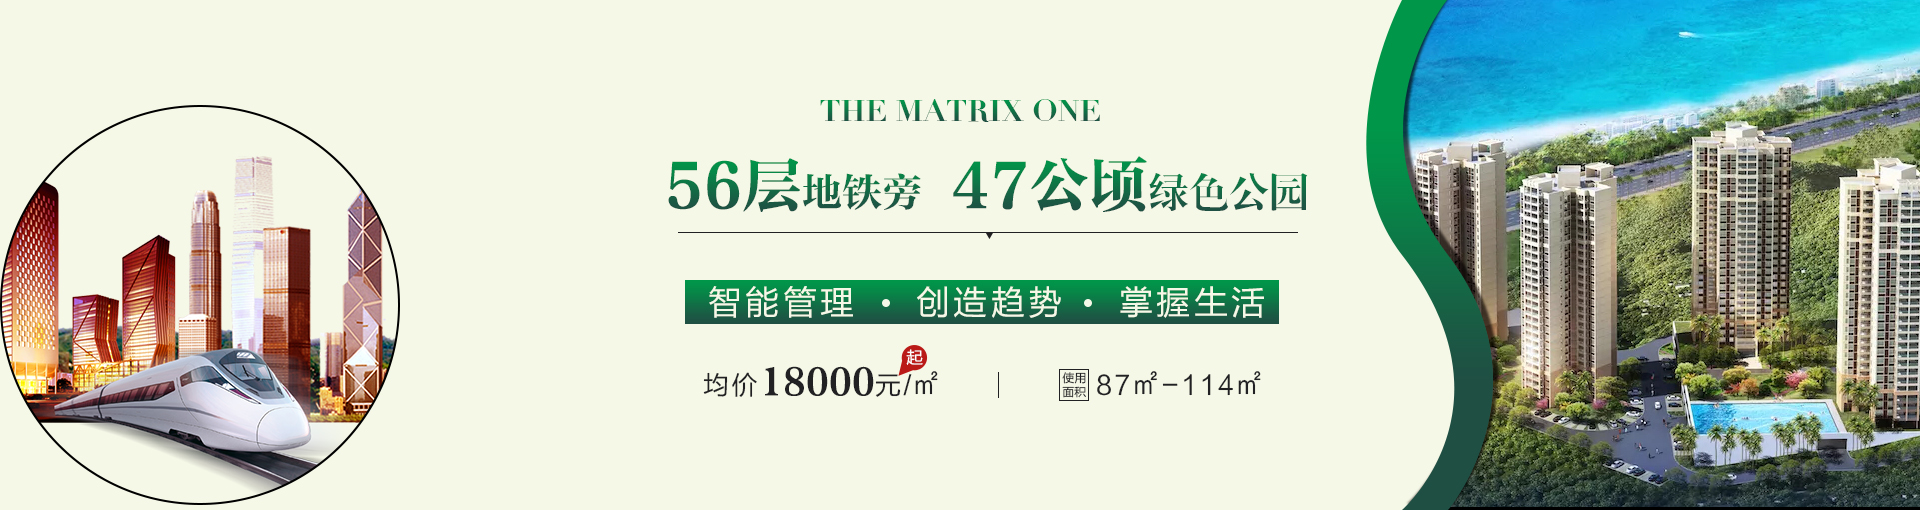 THE MATRIX ONE
56层地铁旁 47公顷绿色公园
智能管理 · 创造趋势 · 掌握生活
均价18000元/㎡ 起
使用面积 87㎡-114㎡